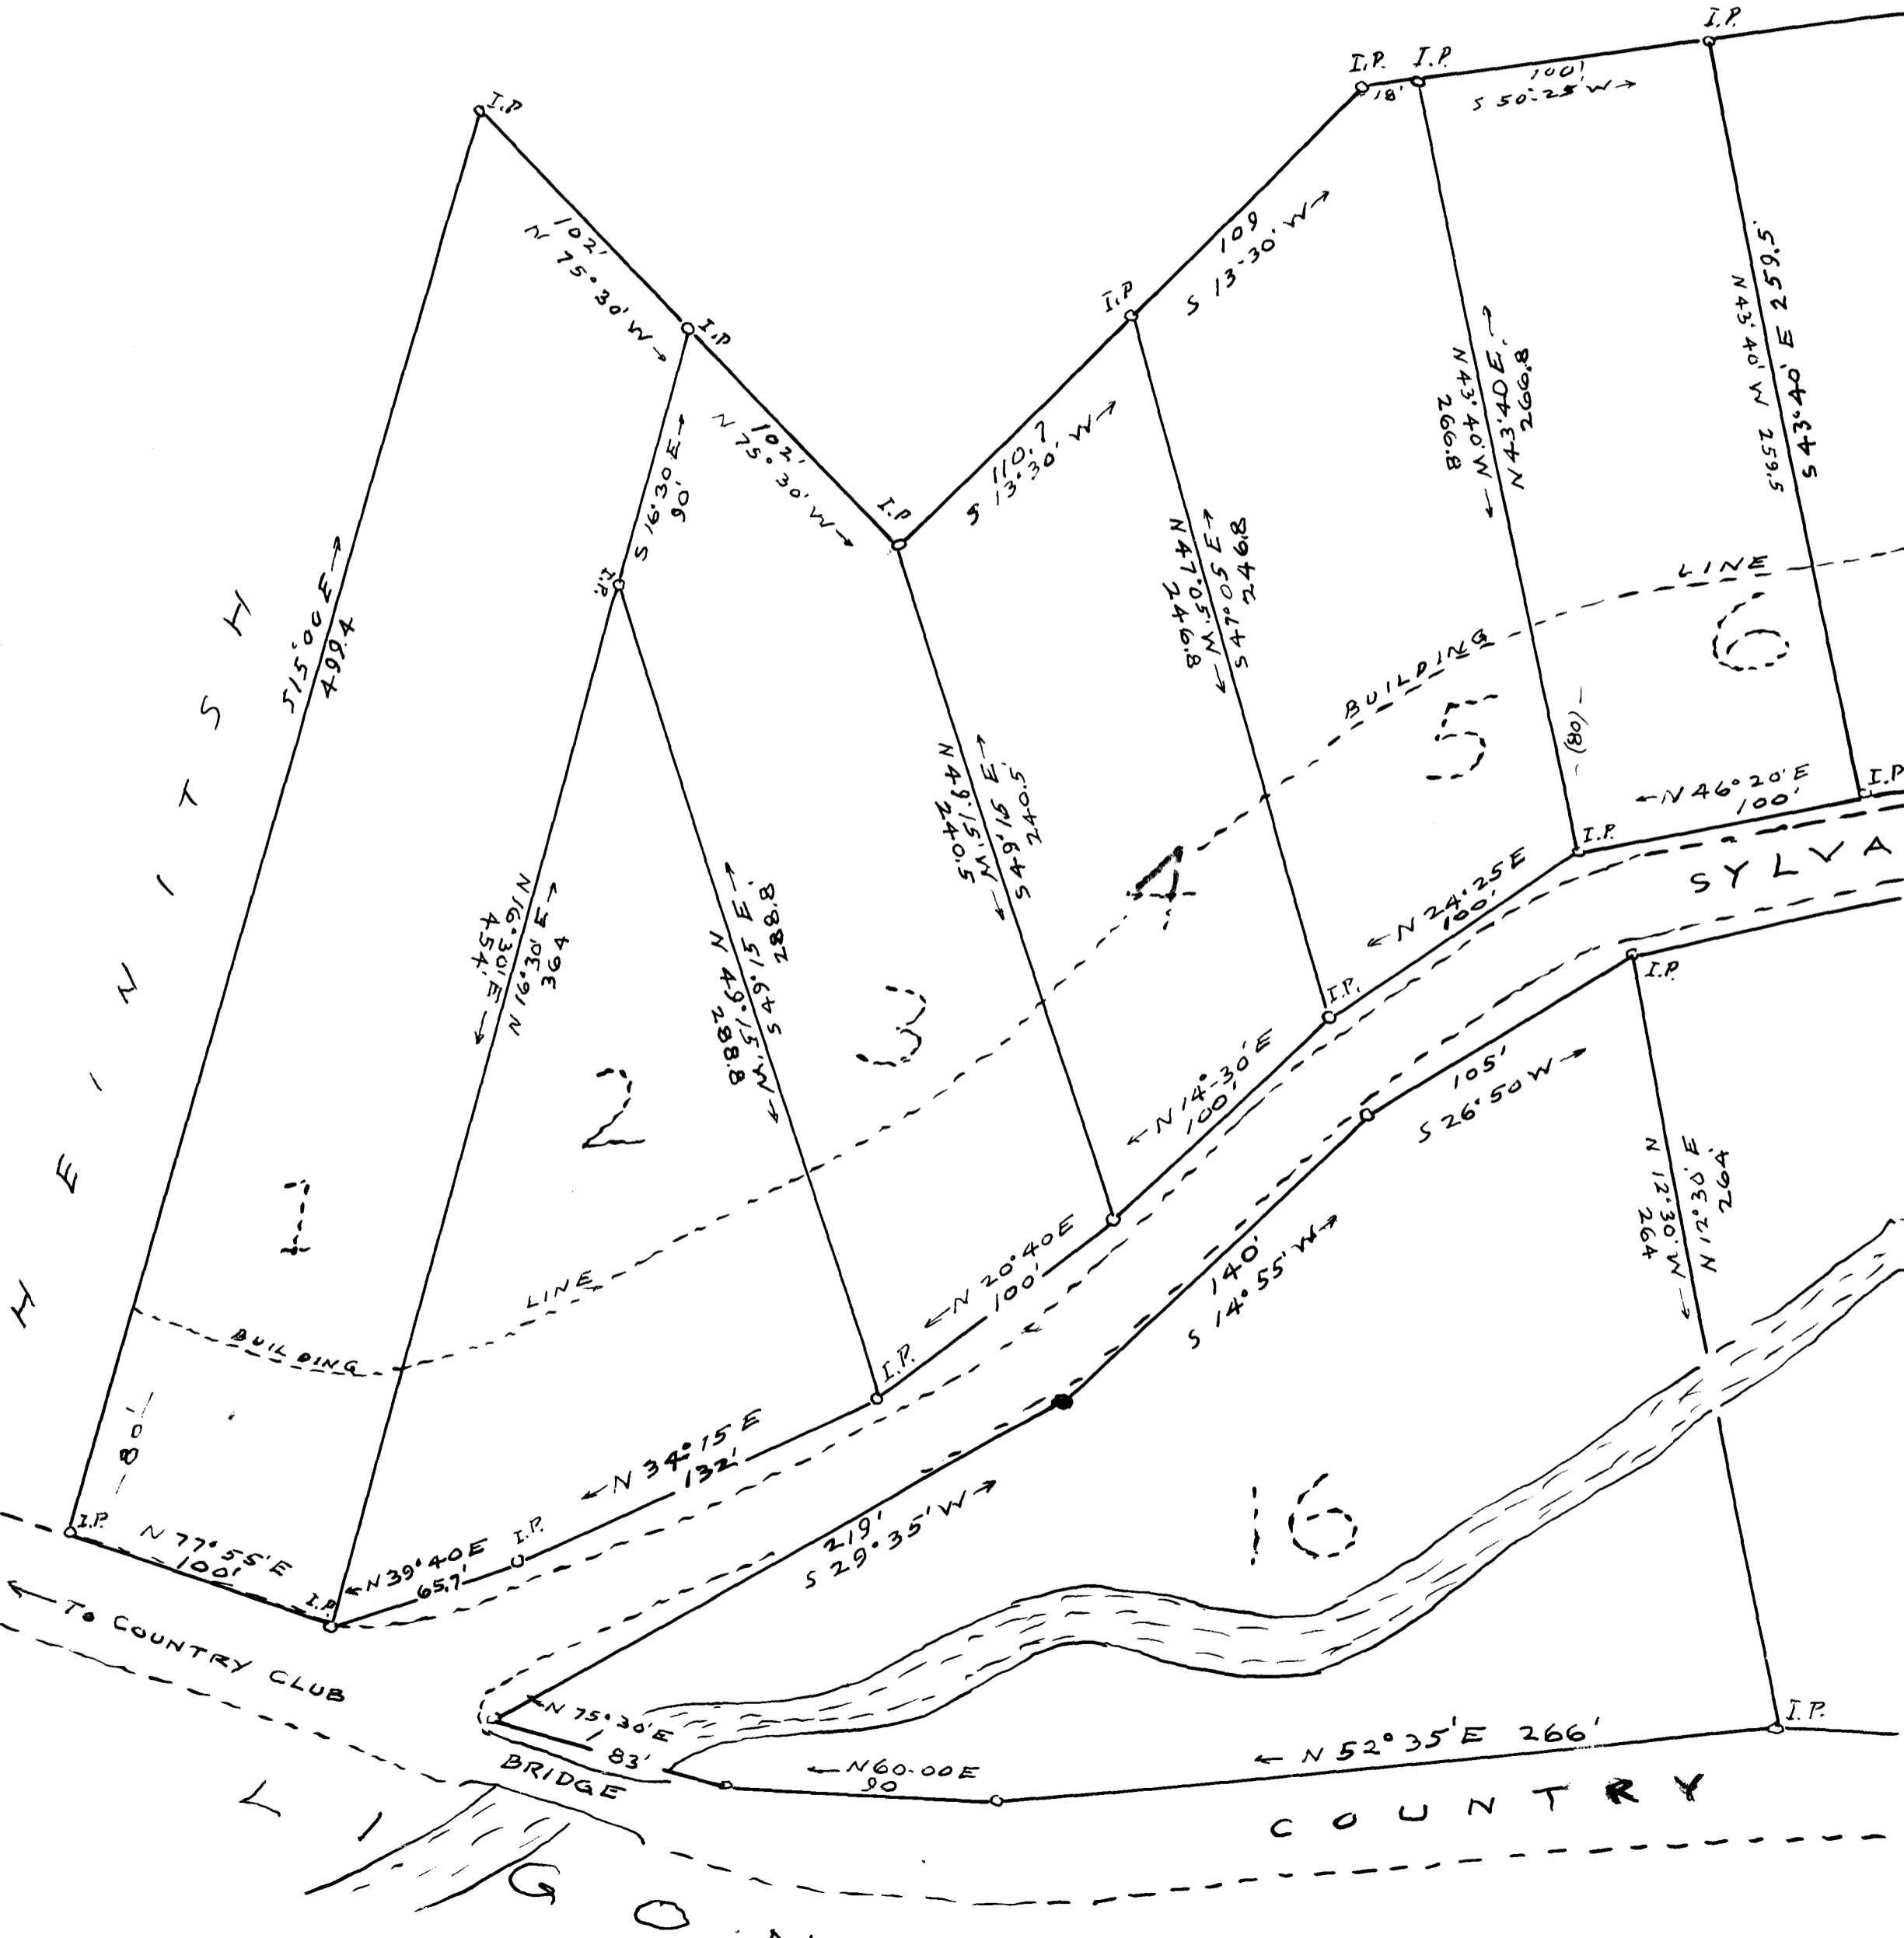 I.P.
I.P. I.P.
18'
100'
S 50°25 W
I.P
102'
N 75°30' W
I.P
109
S 13°30' W
I.P
S 43°40' E 259.5'
N 43°40' W 259.5
N 43°40 E.
266.8
N 43°40' W
266.8
102'
N 75°30' W
I.P
110.7
S 13°30' W
S 16°30 E
90'
I.P.
S 47°05' E
246.8
N 47°05' W
246.8
S 15°00 E
469.4
HEINITSH
BUILDING LINE
6
5
(80')
N 46°20' E
100'
I.P
I.P.
SYLVA
S 49°15' E
240.5'
N 49°15' W
240.5
4
N 24°25 E
100'
I.P.
N 16°30' E
364
N 16°30' E
454'
S 49°15' E.
288.8'
N 49°15' W
288.8
3
2
1
I.P.
N 14°-30' E
100'
105'
S 26°50 W
N 12°30' E
264'
N 12°30' W
264
N 20°40 E
100'
140'
S 14°55' W
BUILDING LINE
80'
I.P.
N 34°15 E
132'
I.P.
N 77°55' E
100'
I.P.
N 39°40 E
65.7'
I.P.
219'
S 29°35' W
16
TO COUNTRY CLUB
N 75°30' E
83'
BRIDGE
N 60-00 E
90
N 52°35' E 266'
I.P.
COUNTRY
L I G O N